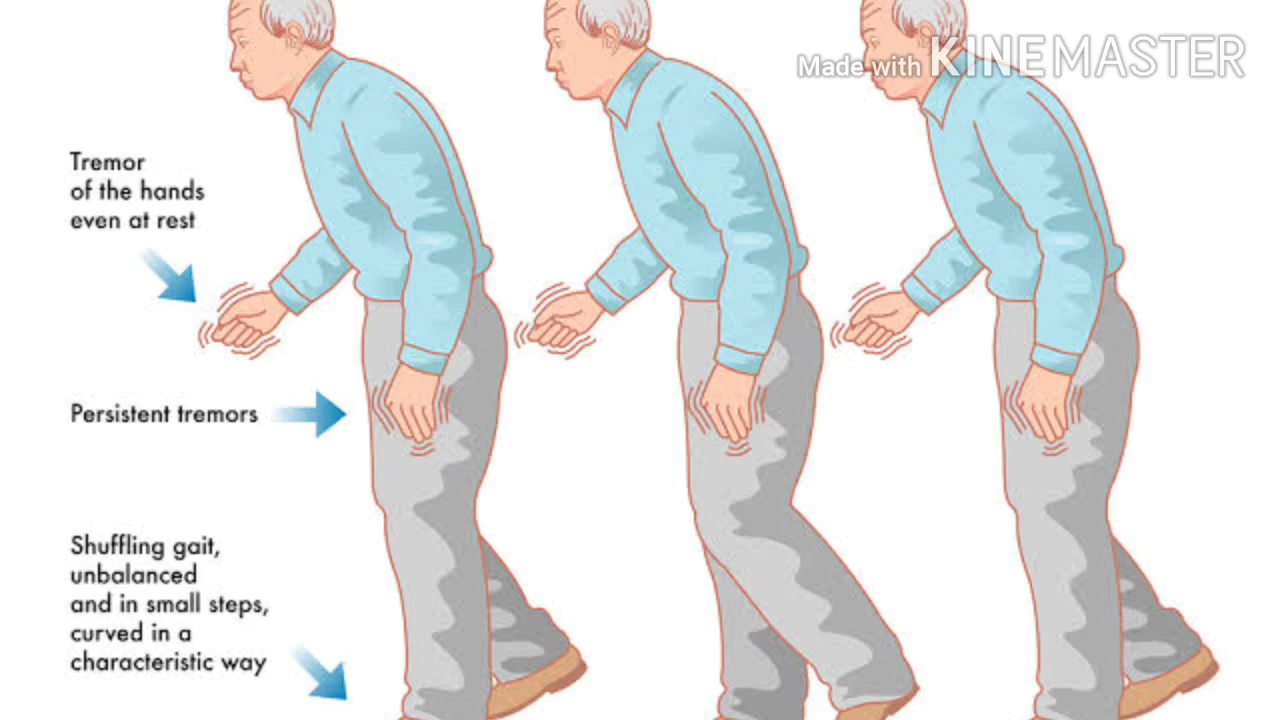 Made with KINEMASTER
Tremor
of the hands
even at rest
Persistent tremors
Shuffling gait,
unbalanced
and in small steps,
curved in a
characteristic way